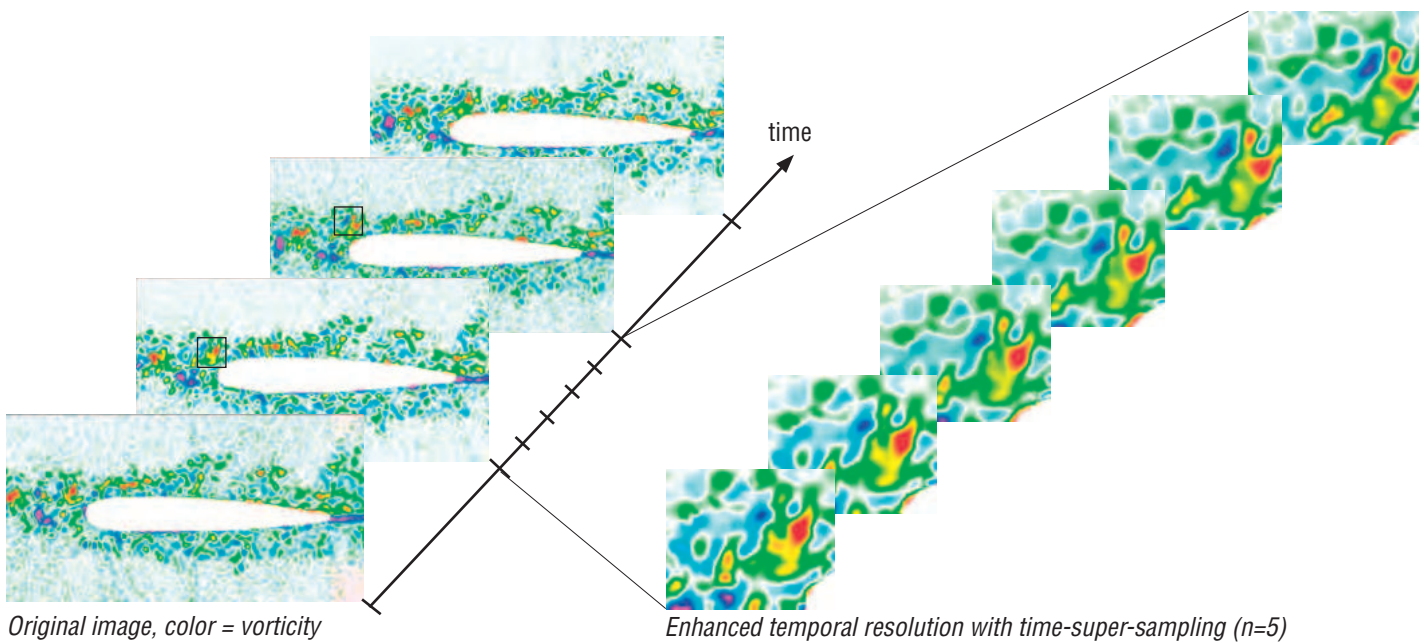 time
Original image, color = vorticity
Enhanced temporal resolution with time-super-sampling (n=5)